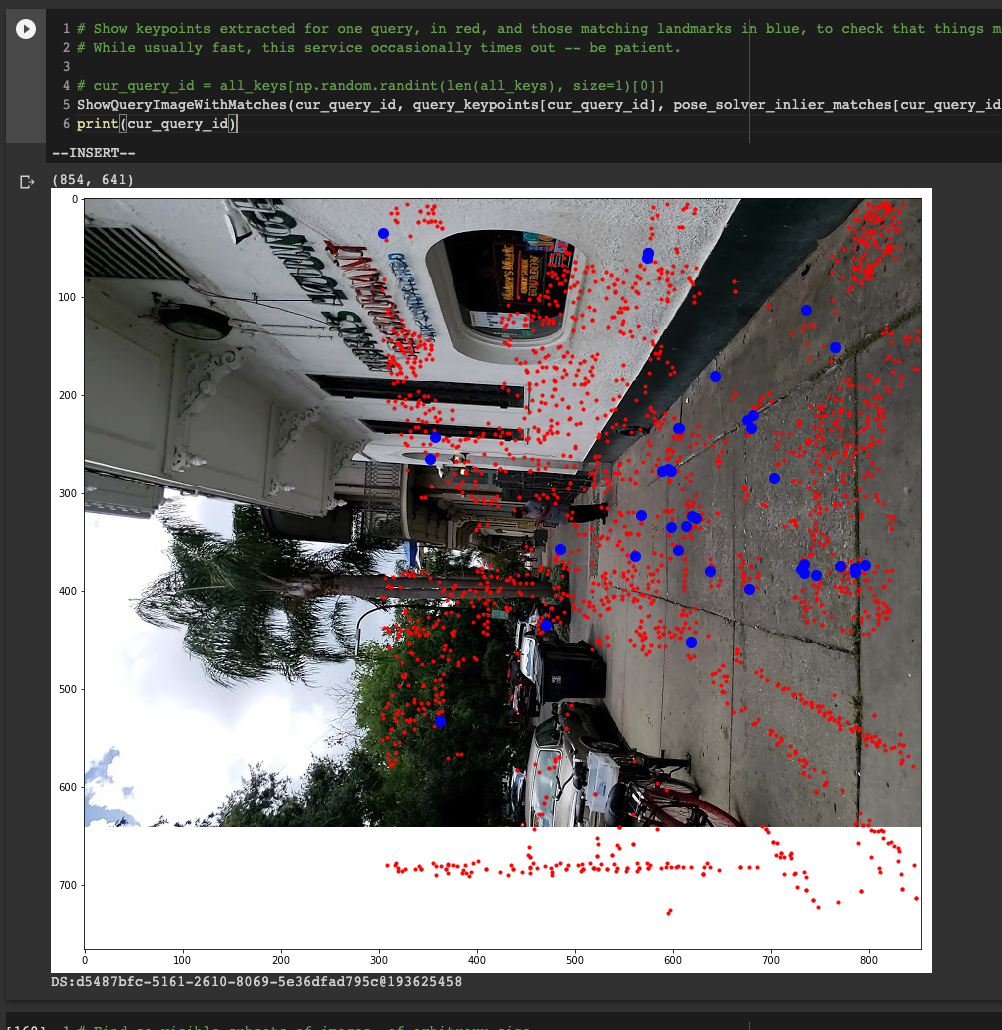 1 # Show keypoints extracted for one query, in red, and those matching landmarks in blue, to check that things m
2 # While usually fast, this service occasionally times out -- be patient.
3
4 # cur_query_id = all_keys[np.random.randint(len(all_keys), size=1)[0]]
5 ShowQueryImageWithMatches(cur_query_id, query_keypoints[cur_query_id], pose_solver_inlier_matches[cur_query_id
6 print(cur_query_id)
--INSERT--
(854, 641)
0
100
200
300
400
500
600
700
0 100 200 300 400 500 600 700 800
DS:d5487bfc-5161-2610-8069-5e36dfad795c@193625458